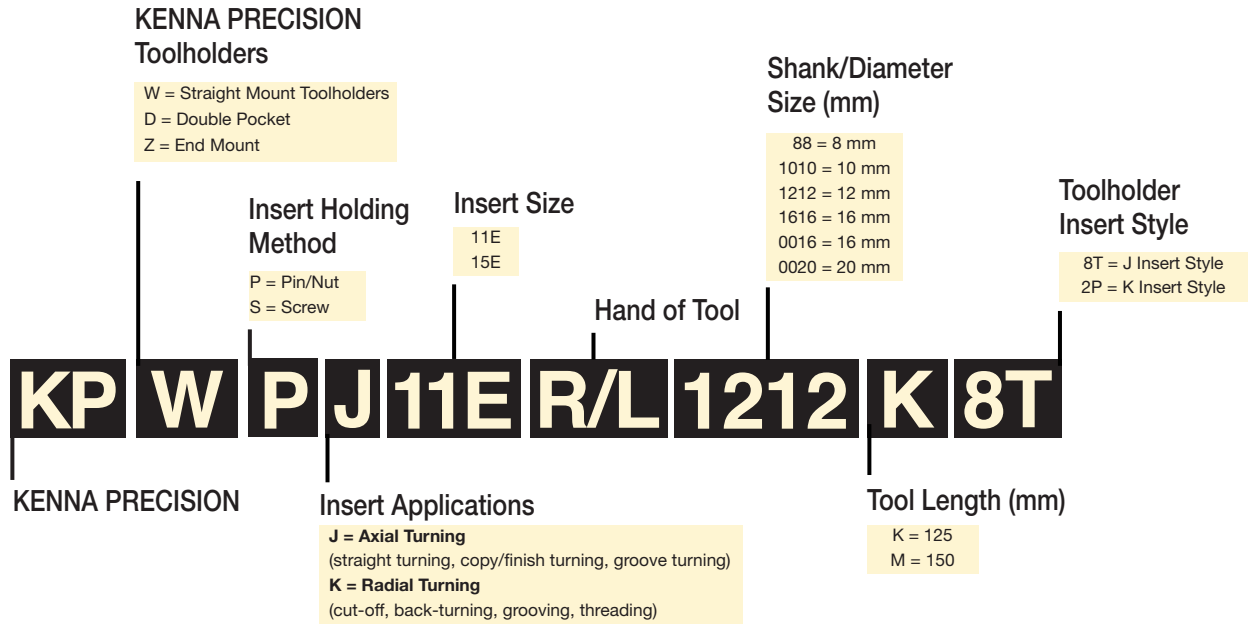 KENNA PRECISION
Toolholders
W = Straight Mount Toolholders
D = Double Pocket
Z = End Mount
Insert Holding
Method
P = Pin/Nut
S = Screw
Insert Size
11E
15E
Hand of Tool
Shank/Diameter
Size (mm)
88 = 8 mm
1010 = 10 mm
1212 = 12 mm
1616 = 16 mm
0016 = 16 mm
0020 = 20 mm
Toolholder
Insert Style
8T = J Insert Style
2P = K Insert Style
KP W P J 11E R/L 1212 K 8T
KENNA PRECISION
Insert Applications
J = Axial Turning
(straight turning, copy/finish turning, groove turning)
K = Radial Turning
(cut-off, back-turning, grooving, threading)
Tool Length (mm)
K = 125
M = 150